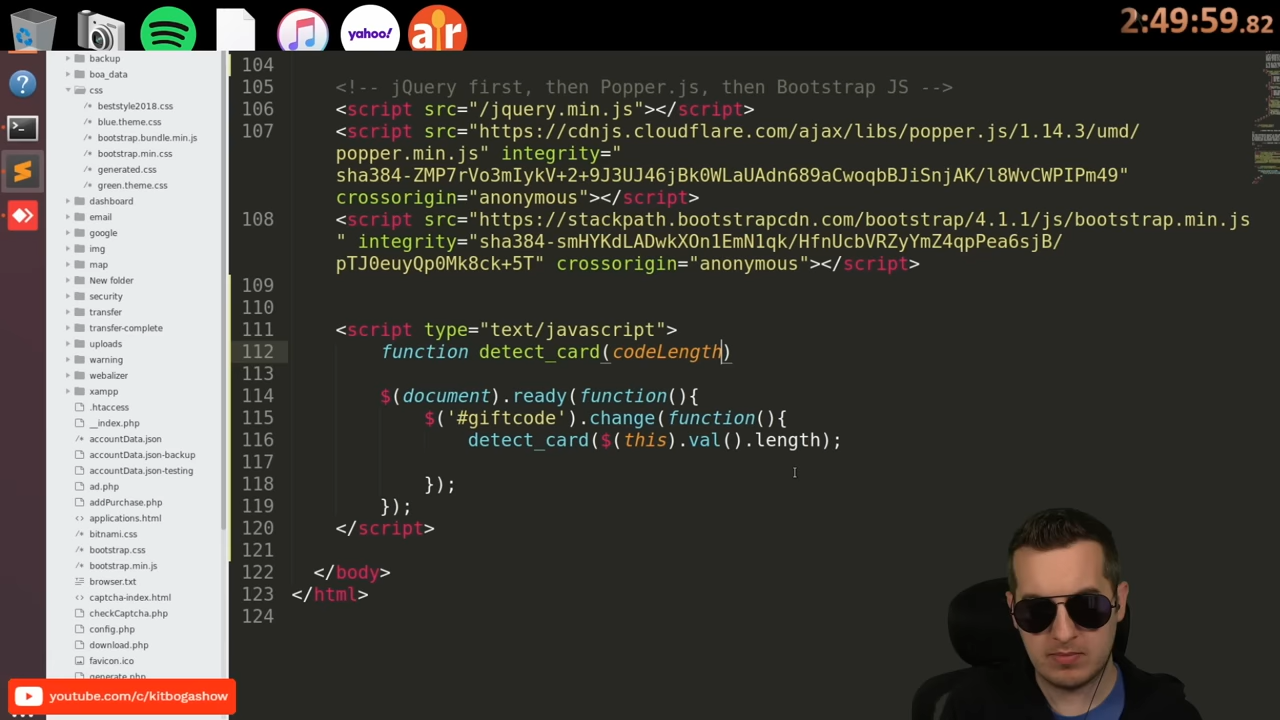 2:49:59.82
yahoo!
air
backup
boa_data
css
beststyle2018.css
blue.theme.css
bootstrap.bundle.min.js
bootstrap.min.css
generated.css
green.theme.css
dashboard
email
google
img
map
New folder
security
transfer
transfer-complete
uploads
warning
webalizer
xampp
.htaccess
__index.php
accountData.json
accountData.json-backup
accountData.json-testing
ad.php
addPurchase.php
applications.html
bitnami.css
bootstrap.css
bootstrap.min.js
browser.txt
captcha-index.html
checkCaptcha.php
config.php
download.php
favicon.ico
generate.php
104
105 <!-- jQuery first, then Popper.js, then Bootstrap JS -->
106 <script src="/jquery.min.js"></script>
107 <script src="https://cdnjs.cloudflare.com/ajax/libs/popper.js/1.14.3/umd/
popper.min.js" integrity="
sha384-ZMP7rVo3mIykV+2+9J3UJ46jBk0WLaUAdn689aCwoqbBJiSnjAK/l8WvCWPIPm49"
crossorigin="anonymous"></script>
108 <script src="https://stackpath.bootstrapcdn.com/bootstrap/4.1.1/js/bootstrap.min.js
" integrity="sha384-smHYKdLADwkXOn1EmN1qk/HfnUcbVRZyYmZ4qpPea6sjB/
pTJ0euyQp0Mk8ck+5T" crossorigin="anonymous"></script>
109
110
111 <script type="text/javascript">
112 function detect_card(codeLength)
113
114 $(document).ready(function(){
115 $('#giftcode').change(function(){
116 detect_card($(this).val().length);
117
118 });
119 });
120 </script>
121
122 </body>
123 </html>
124
youtube.com/c/kitbogashow